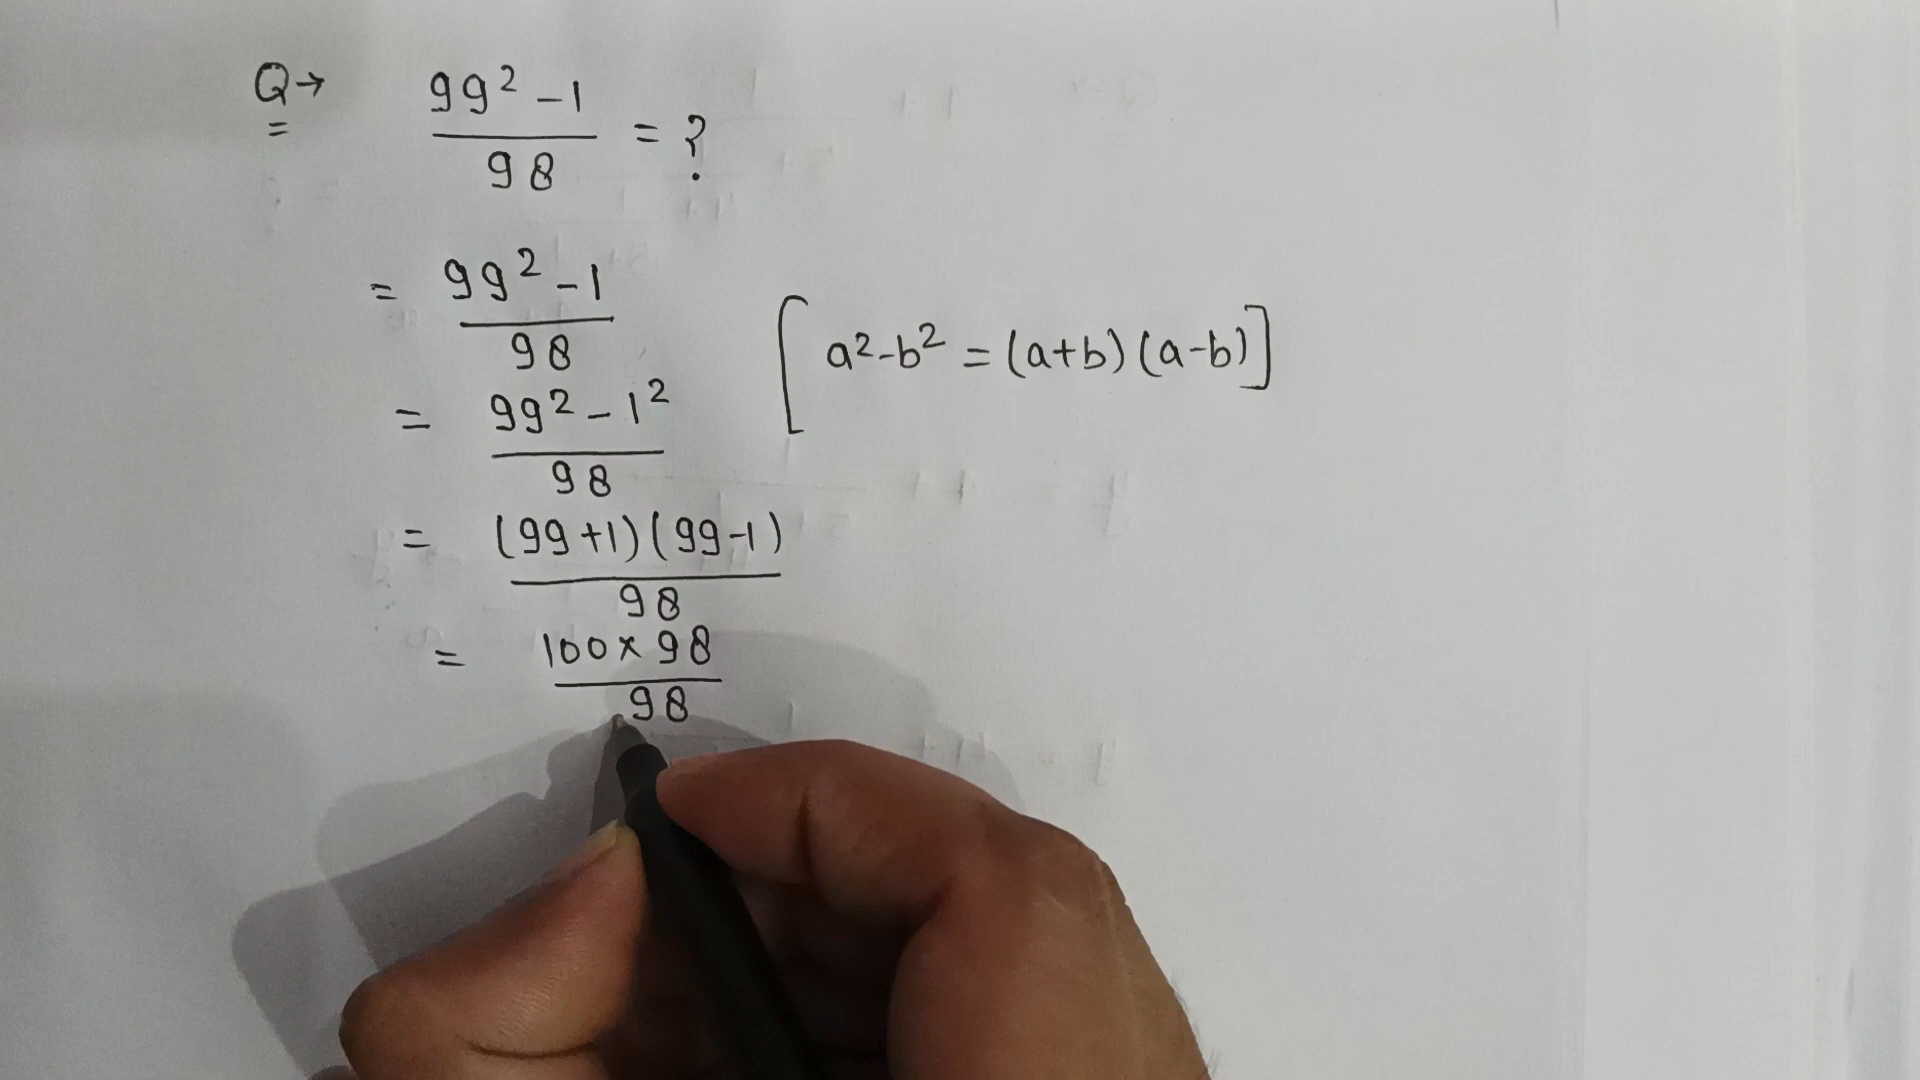 Q→ 99² - 1 / 98 = ?
= 99² - 1 / 98
[a² - b² = (a+b) (a-b)]
= 99² - 1² / 98
= (99+1) (99-1) / 98
= 100 × 98 / 98